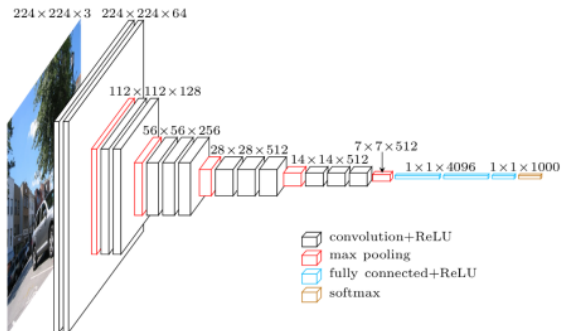 224×224×3
224×224×64
112×112×128
56×56×256
28×28×512
14×14×512
7×7×512
1×1×4096
1×1×1000
convolution+ReLU
max pooling
fully connected+ReLU
softmax